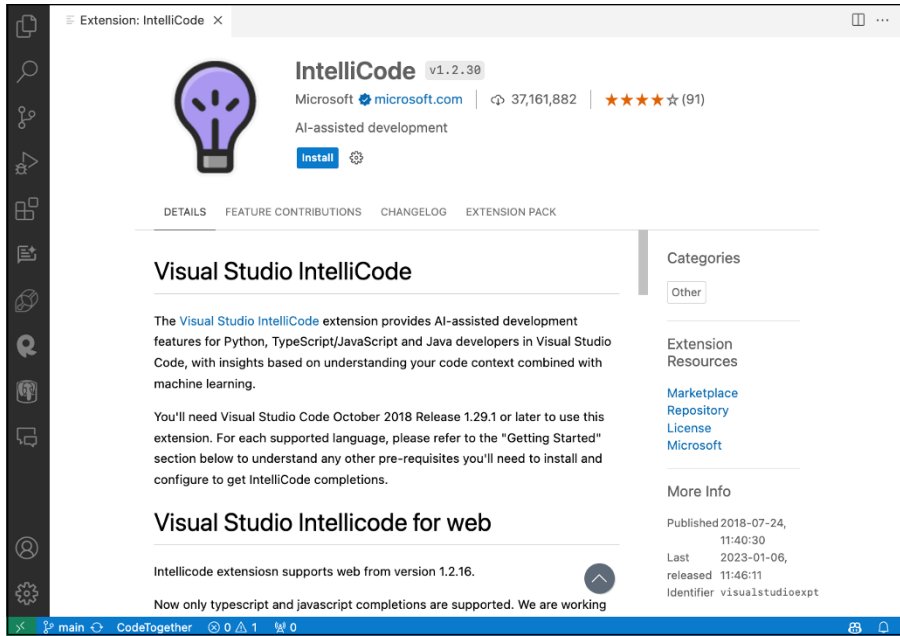 Extension: IntelliCode
IntelliCode v1.2.30
Microsoft microsoft.com 37,161,882 (91)
AI-assisted development
Install
DETAILS FEATURE CONTRIBUTIONS CHANGELOG EXTENSION PACK
Visual Studio IntelliCode
The Visual Studio IntelliCode extension provides AI-assisted development
features for Python, TypeScript/JavaScript and Java developers in Visual Studio
Code, with insights based on understanding your code context combined with
machine learning.
You'll need Visual Studio Code October 2018 Release 1.29.1 or later to use this
extension. For each supported language, please refer to the "Getting Started"
section below to understand any other pre-requisites you'll need to install and
configure to get IntelliCode completions.
Visual Studio Intellicode for web
Intellicode extensiosn supports web from version 1.2.16.
Now only typescript and javascript completions are supported. We are working
Categories
Other
Extension
Resources
Marketplace
Repository
License
Microsoft
More Info
Published 2018-07-24,
11:40:30
Last 2023-01-06,
released 11:46:11
Identifier visualstudioexpt
main CodeTogether 0 1 0